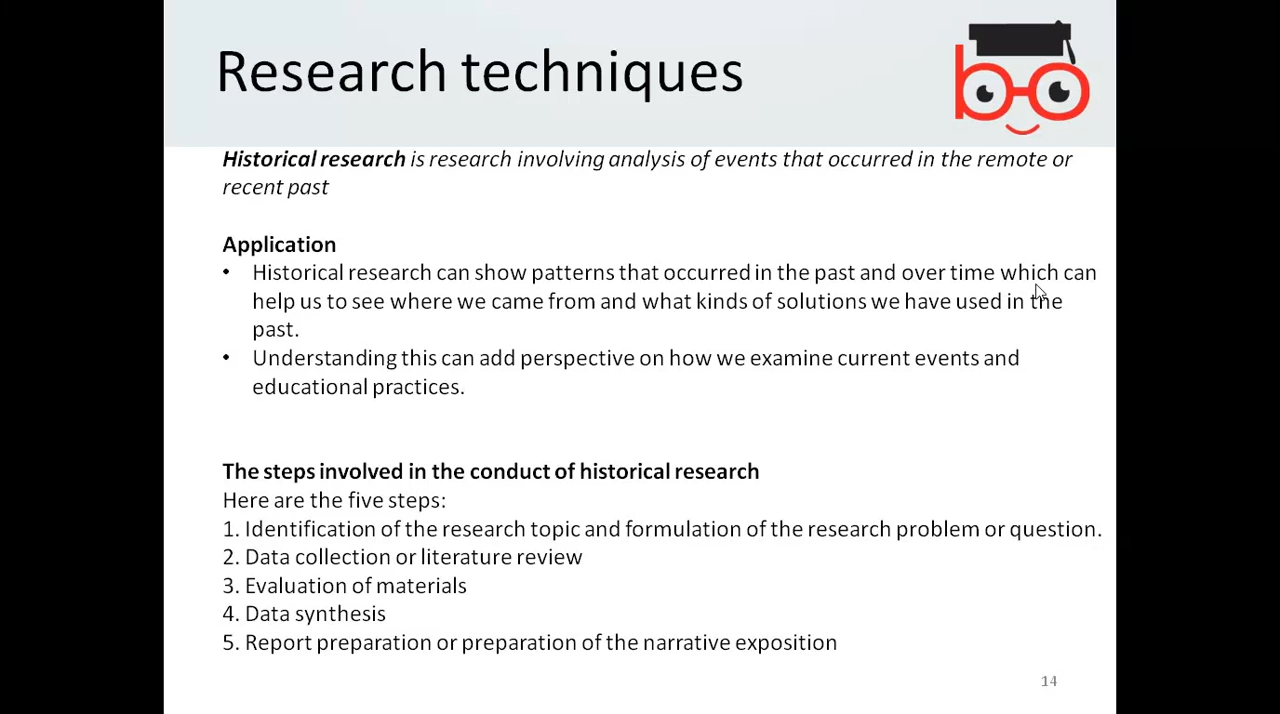 Research techniques
Historical research is research involving analysis of events that occurred in the remote or
recent past
Application
• Historical research can show patterns that occurred in the past and over time which can
help us to see where we came from and what kinds of solutions we have used in the
past.
• Understanding this can add perspective on how we examine current events and
educational practices.
The steps involved in the conduct of historical research
Here are the five steps:
1. Identification of the research topic and formulation of the research problem or question.
2. Data collection or literature review
3. Evaluation of materials
4. Data synthesis
5. Report preparation or preparation of the narrative exposition
14